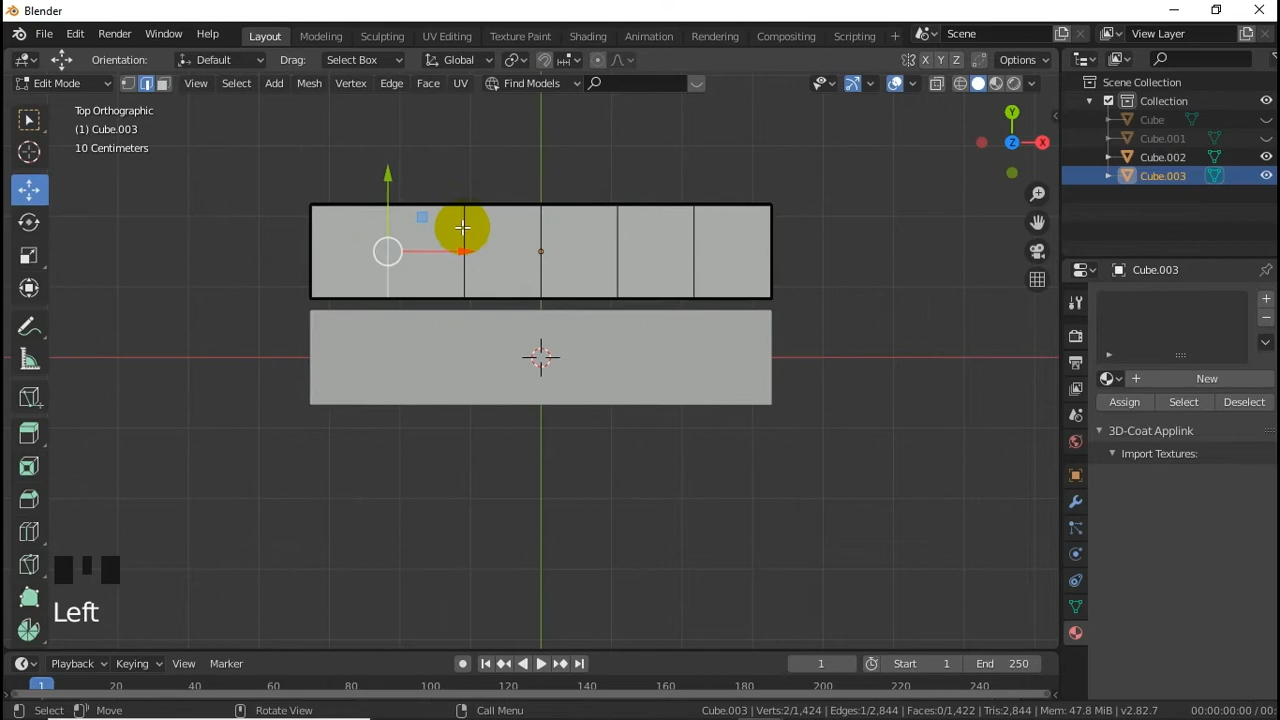 Blender
File Edit Render Window Help Layout Modeling Sculpting UV Editing Texture Paint Shading Animation Rendering Compositing Scripting + Scene View Layer
Orientation: Default Drag: Select Box Global X Y Z Options
Edit Mode View Select Add Mesh Vertex Edge Face UV Find Models
Scene Collection
Collection
Cube
Cube.001
Cube.002
Cube.003
Top Orthographic
(1) Cube.003
10 Centimeters
Y
Z
X
Cube.003
New
Assign Select Deselect
3D-Coat Applink
Import Textures:
Left
Playback Keying View Marker 1 Start 1 End 250
1 20 40 60 80 100 120 140 160 180 200 220 240
Select Move Rotate View Call Menu Cube.003 | Verts:2/1,424 | Edges:1/2,844 | Faces:0/1,422 | Tris:2,844 | Mem: 47.8 MiB | v2.82.7 00:00:00:00 / 00: